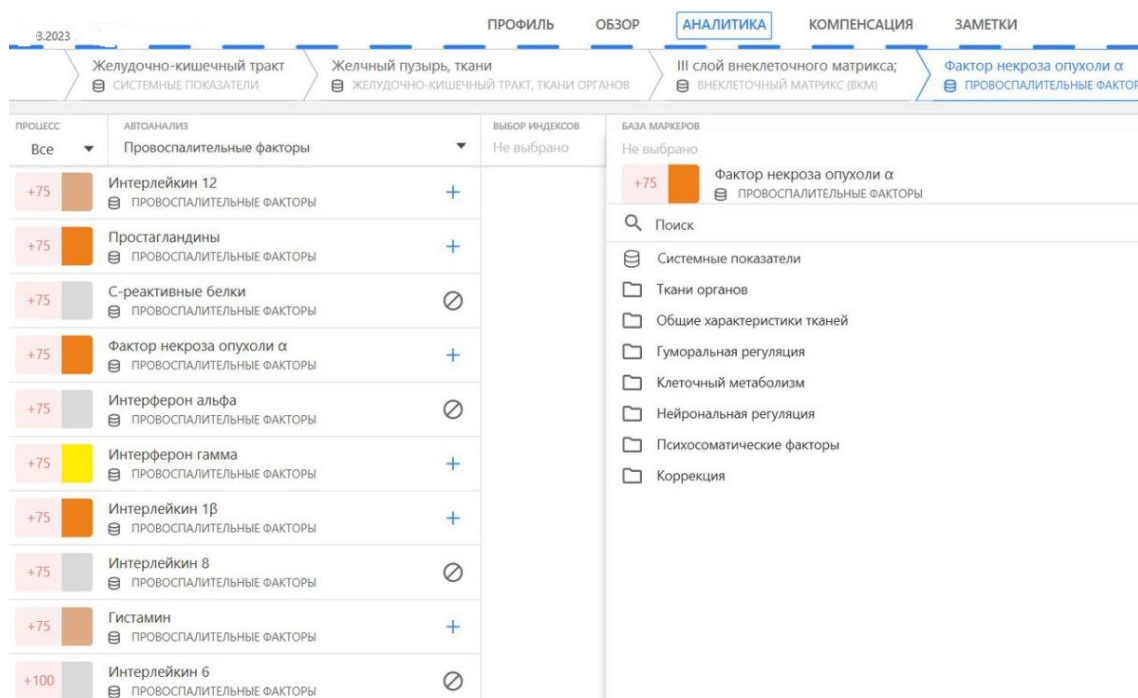 3.2023
ПРОФИЛЬ
ОБЗОР
АНАЛИТИКА
КОМПЕНСАЦИЯ
ЗАМЕТКИ
Желудочно-кишечный тракт
СИСТЕМНЫЕ ПОКАЗАТЕЛИ
Желчный пузырь, ткани
ЖЕЛУДОЧНО-КИШЕЧНЫЙ ТРАКТ, ТКАНИ ОРГАНОВ
III слой внеклеточного матрикса;
ВНЕКЛЕТОЧНЫЙ МАТРИКС (ВКМ)
Фактор некроза опухоли α
ПРОВОСПАЛИТЕЛЬНЫЕ ФАКТОР
ПРОЦЕСС
Все
АВТОАНАЛИЗ
Провоспалительные факторы
ВЫБОР ИНДЕКСОВ
Не выбрано
БАЗА МАРКЕРОВ
Не выбрано
+75
Интерлейкин 12
ПРОВОСПАЛИТЕЛЬНЫЕ ФАКТОРЫ
+75
Простагландины
ПРОВОСПАЛИТЕЛЬНЫЕ ФАКТОРЫ
+75
С-реактивные белки
ПРОВОСПАЛИТЕЛЬНЫЕ ФАКТОРЫ
+75
Фактор некроза опухоли α
ПРОВОСПАЛИТЕЛЬНЫЕ ФАКТОРЫ
+75
Интерферон альфа
ПРОВОСПАЛИТЕЛЬНЫЕ ФАКТОРЫ
+75
Интерферон гамма
ПРОВОСПАЛИТЕЛЬНЫЕ ФАКТОРЫ
+75
Интерлейкин 1β
ПРОВОСПАЛИТЕЛЬНЫЕ ФАКТОРЫ
+75
Интерлейкин 8
ПРОВОСПАЛИТЕЛЬНЫЕ ФАКТОРЫ
+75
Гистамин
ПРОВОСПАЛИТЕЛЬНЫЕ ФАКТОРЫ
+100
Интерлейкин 6
ПРОВОСПАЛИТЕЛЬНЫЕ ФАКТОРЫ
+75
Фактор некроза опухоли α
ПРОВОСПАЛИТЕЛЬНЫЕ ФАКТОРЫ
Поиск
Системные показатели
Ткани органов
Общие характеристики тканей
Гуморальная регуляция
Клеточный метаболизм
Нейрональная регуляция
Психосоматические факторы
Коррекция